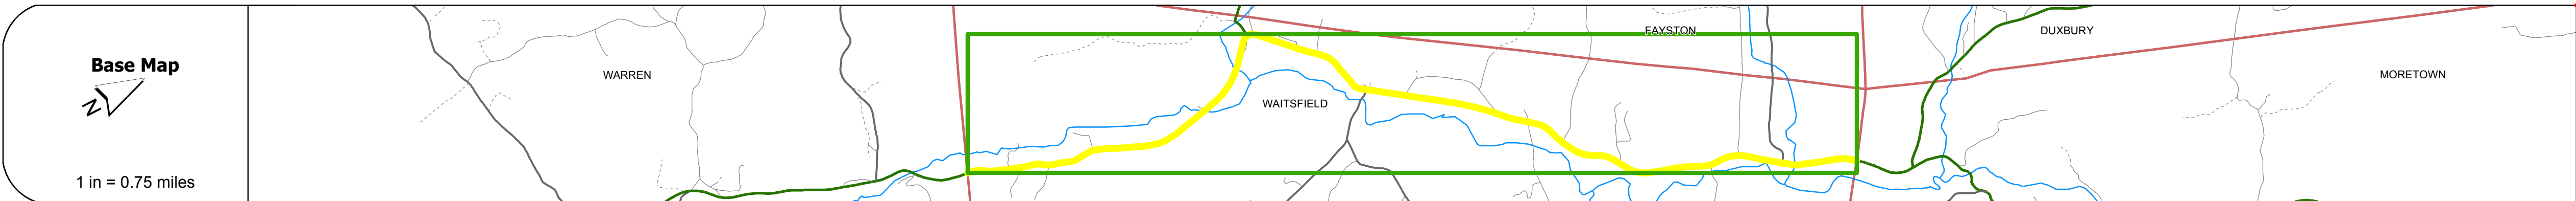 Base Map
N
1 in = 0.75 miles
WARREN
WAITSFIELD
FAYSTON
DUXBURY
MORETOWN